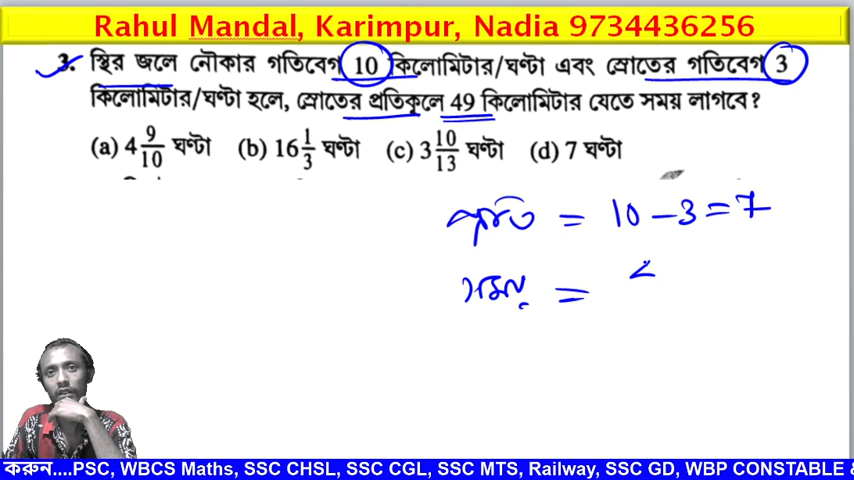 Rahul Mandal, Karimpur, Nadia 9734436256
3. স্থির জলে নৌকার গতিবেগ 10 কিলোমিটার/ঘণ্টা এবং স্রোতের গতিবেগ 3
কিলোমিটার/ঘণ্টা হলে, স্রোতের প্রতিকূলে 49 কিলোমিটার যেতে সময় লাগবে?
(a) 4 9/10 ঘণ্টা (b) 16 1/3 ঘণ্টা (c) 3 10/13 ঘণ্টা (d) 7 ঘণ্টা
= 10 - 3 = 7
সময় =
করুন....PSC, WBCS Maths, SSC CHSL, SSC CGL, SSC MTS, Railway, SSC GD, WBP CONSTABLE &